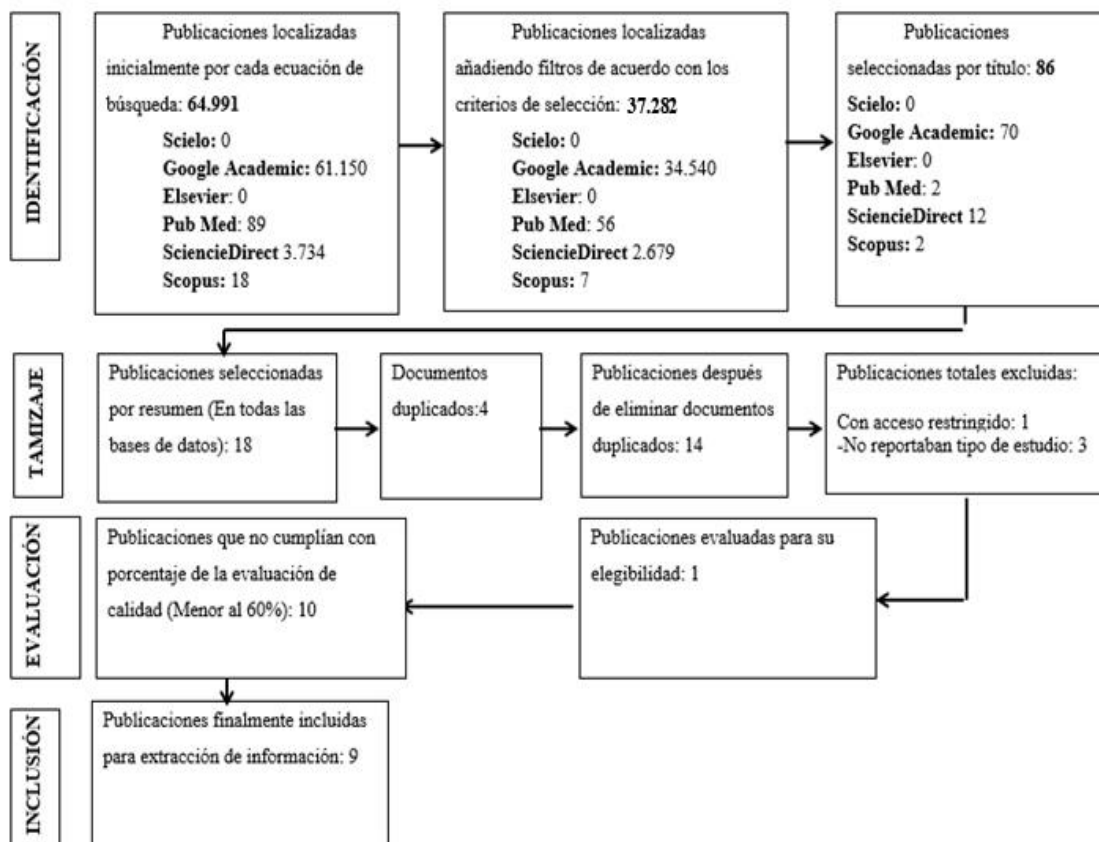 IDENTIFICACIÓN
Publicaciones localizadas
inicialmente por cada ecuación de
búsqueda: 64.991
Scielo: 0
Google Academic: 61.150
Elsevier: 0
Pub Med: 89
SciencieDirect 3.734
Scopus: 18
Publicaciones localizadas
añadiendo filtros de acuerdo con los
criterios de selección: 37.282
Scielo: 0
Google Academic: 34.540
Elsevier: 0
Pub Med: 56
SciencieDirect 2.679
Scopus: 7
Publicaciones
seleccionadas por título: 86
Scielo: 0
Google Academic: 70
Elsevier: 0
Pub Med: 2
SciencieDirect 12
Scopus: 2
TAMIZAJE
Publicaciones seleccionadas
por resumen (En todas las
bases de datos): 18
Documentos
duplicados:4
Publicaciones después
de eliminar documentos
duplicados: 14
Publicaciones totales excluidas:
Con acceso restringido: 1
-No reportaban tipo de estudio: 3
EVALUACIÓN
Publicaciones que no cumplían con
porcentaje de la evaluación de
calidad (Menor al 60%): 10
Publicaciones evaluadas para su
elegibilidad: 1
INCLUSIÓN
Publicaciones finalmente incluidas
para extracción de información: 9